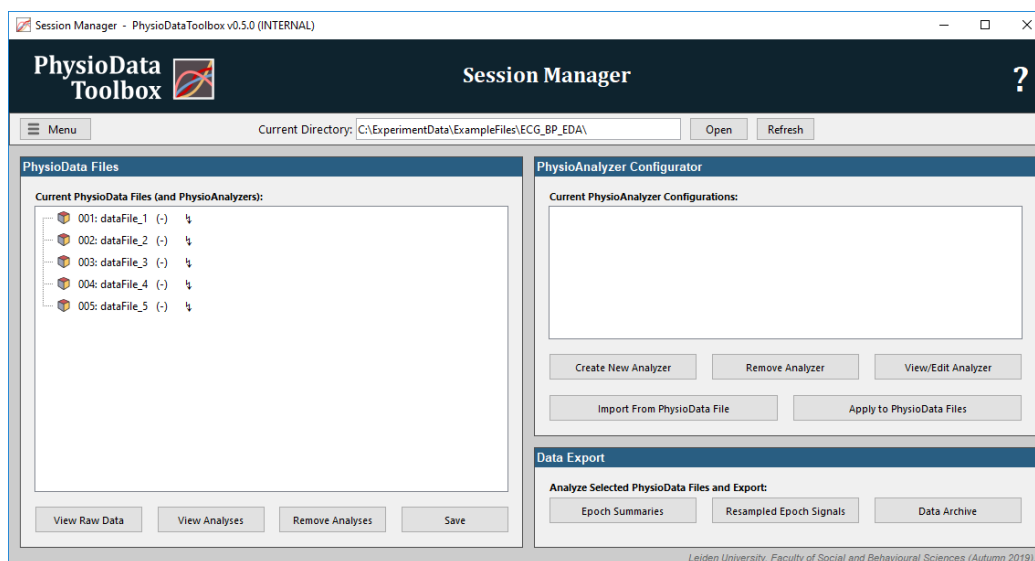 Session Manager - PhysioDataToolbox v0.5.0 (INTERNAL)
PhysioData
Toolbox
Session Manager
?
Menu
Current Directory: C:\ExperimentData\ExampleFiles\ECG_BP_EDA\
Open
Refresh
PhysioData Files
Current PhysioData Files (and PhysioAnalyzers):
001: dataFile_1 (-) ↯
002: dataFile_2 (-) ↯
003: dataFile_3 (-) ↯
004: dataFile_4 (-) ↯
005: dataFile_5 (-) ↯
View Raw Data
View Analyses
Remove Analyses
Save
PhysioAnalyzer Configurator
Current PhysioAnalyzer Configurations:
Create New Analyzer
Remove Analyzer
View/Edit Analyzer
Import From PhysioData File
Apply to PhysioData Files
Data Export
Analyze Selected PhysioData Files and Export:
Epoch Summaries
Resampled Epoch Signals
Data Archive
Leiden University, Faculty of Social and Behavioural Sciences (Autumn 2019)